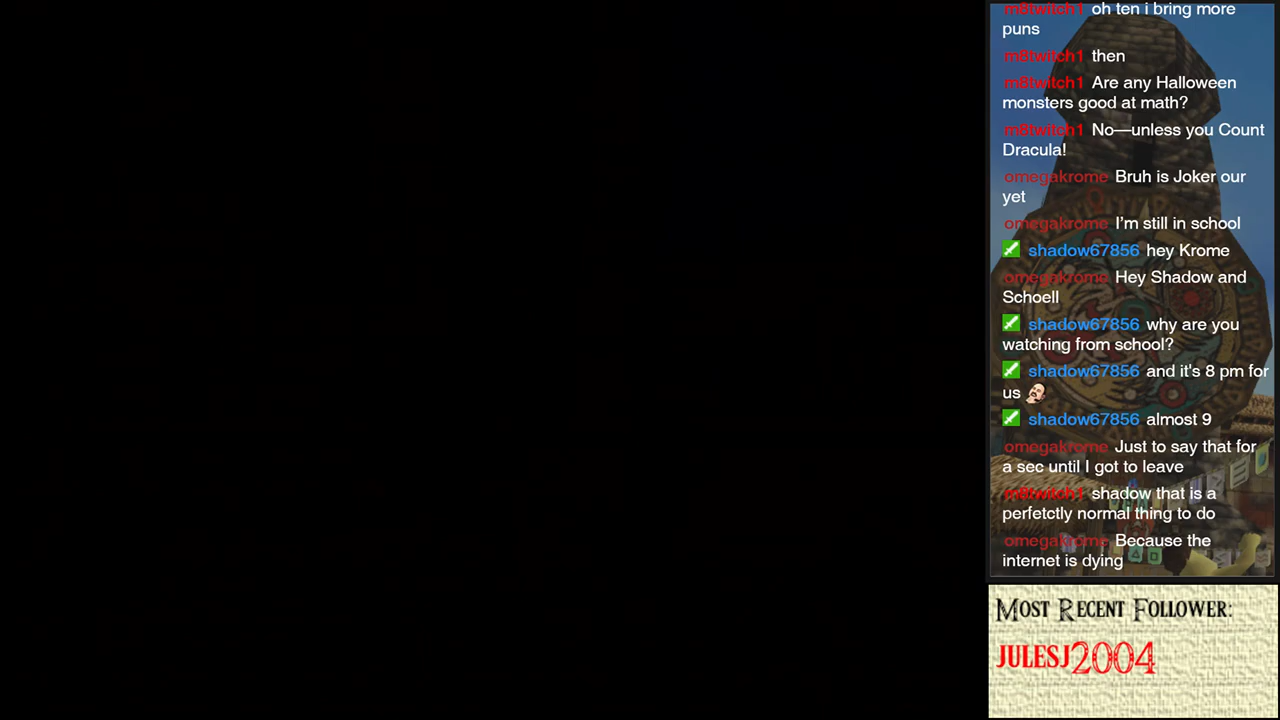 m8twitch1 oh ten i bring more
puns
m8twitch1 then
m8twitch1 Are any Halloween
monsters good at math?
m8twitch1 No—unless you Count
Dracula!
omegakrome Bruh is Joker our
yet
omegakrome I'm still in school
shadow67856 hey Krome
omegakrome Hey Shadow and
Schoell
shadow67856 why are you
watching from school?
shadow67856 and it's 8 pm for
us
shadow67856 almost 9
omegakrome Just to say that for
a sec until I got to leave
m8twitch1 shadow that is a
perfetctly normal thing to do
omegakrome Because the
internet is dying
Most Recent Follower:
JULESJ2004